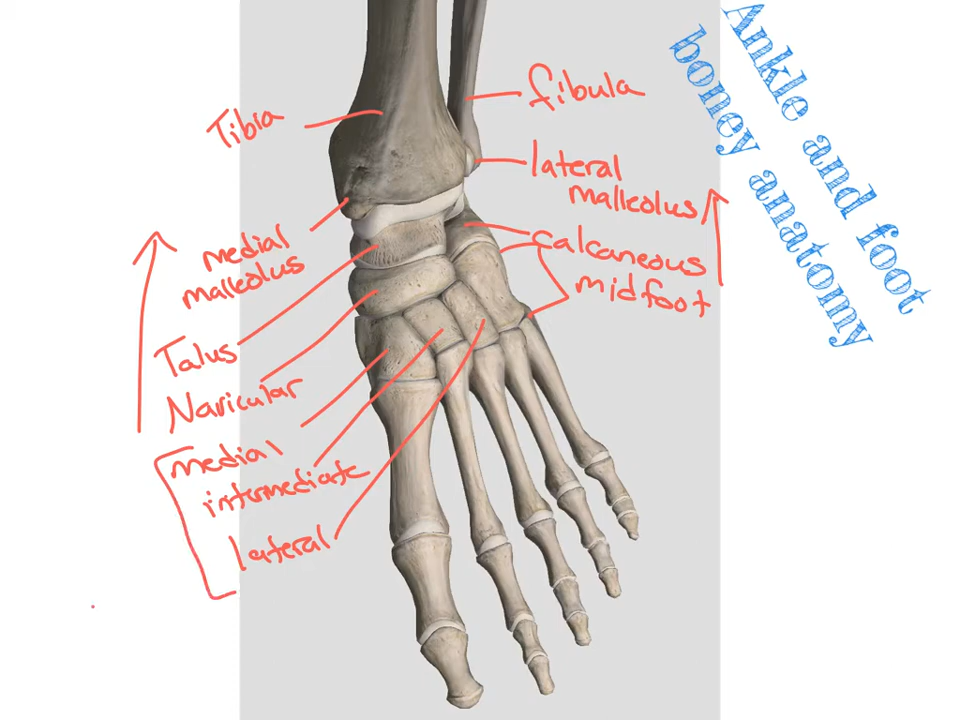 Ankle and foot
boney anatomy
fibula
Tibia
lateral
malleolus
medial
malleolus
calcaneous
midfoot
Talus
Navicular
medial
intermediate
lateral